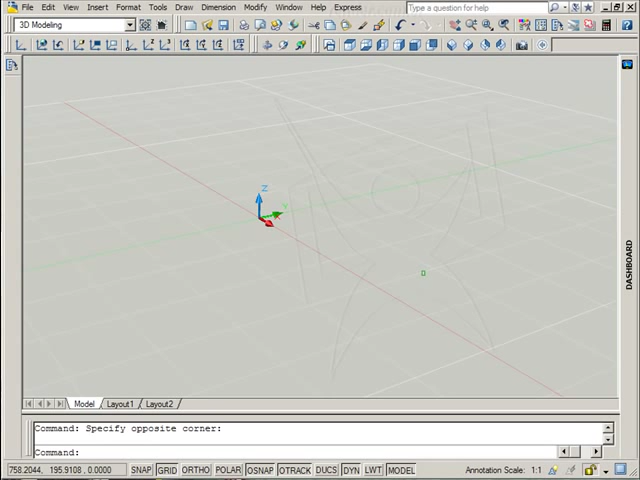 File Edit View Insert Format Tools Draw Dimension Modify Window Help Express Type a question for help
3D Modeling
Z
Y
DASHBOARD
Model Layout1 Layout2
Command: Specify opposite corner:
Command:
758.2044, 195.9108 , 0.0000 SNAP GRID ORTHO POLAR OSNAP OTRACK DUCS DYN LWT MODEL Annotation Scale: 1:1